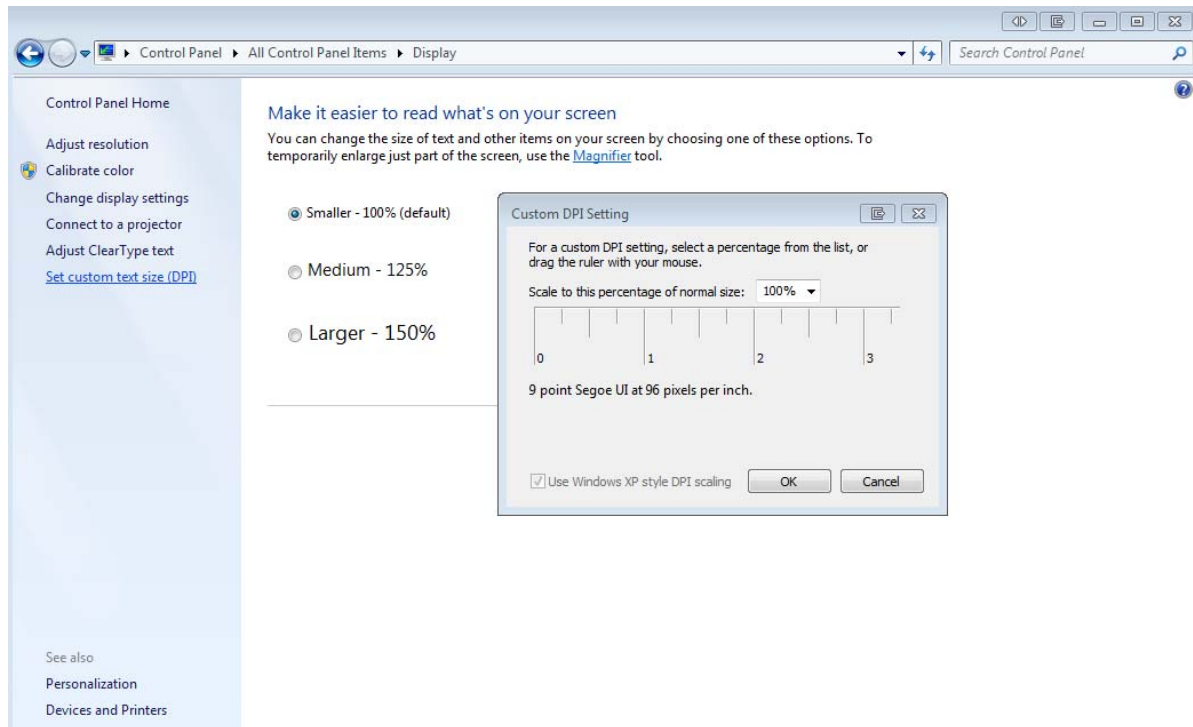 Control Panel ▸ All Control Panel Items ▸ Display
Search Control Panel
Control Panel Home
Adjust resolution
Calibrate color
Change display settings
Connect to a projector
Adjust ClearType text
Set custom text size (DPI)
See also
Personalization
Devices and Printers
Make it easier to read what's on your screen
You can change the size of text and other items on your screen by choosing one of these options. To
temporarily enlarge just part of the screen, use the Magnifier tool.
Smaller - 100% (default)
Medium - 125%
Larger - 150%
Custom DPI Setting
For a custom DPI setting, select a percentage from the list, or
drag the ruler with your mouse.
Scale to this percentage of normal size: 100%
0 1 2 3
9 point Segoe UI at 96 pixels per inch.
Use Windows XP style DPI scaling
OK
Cancel